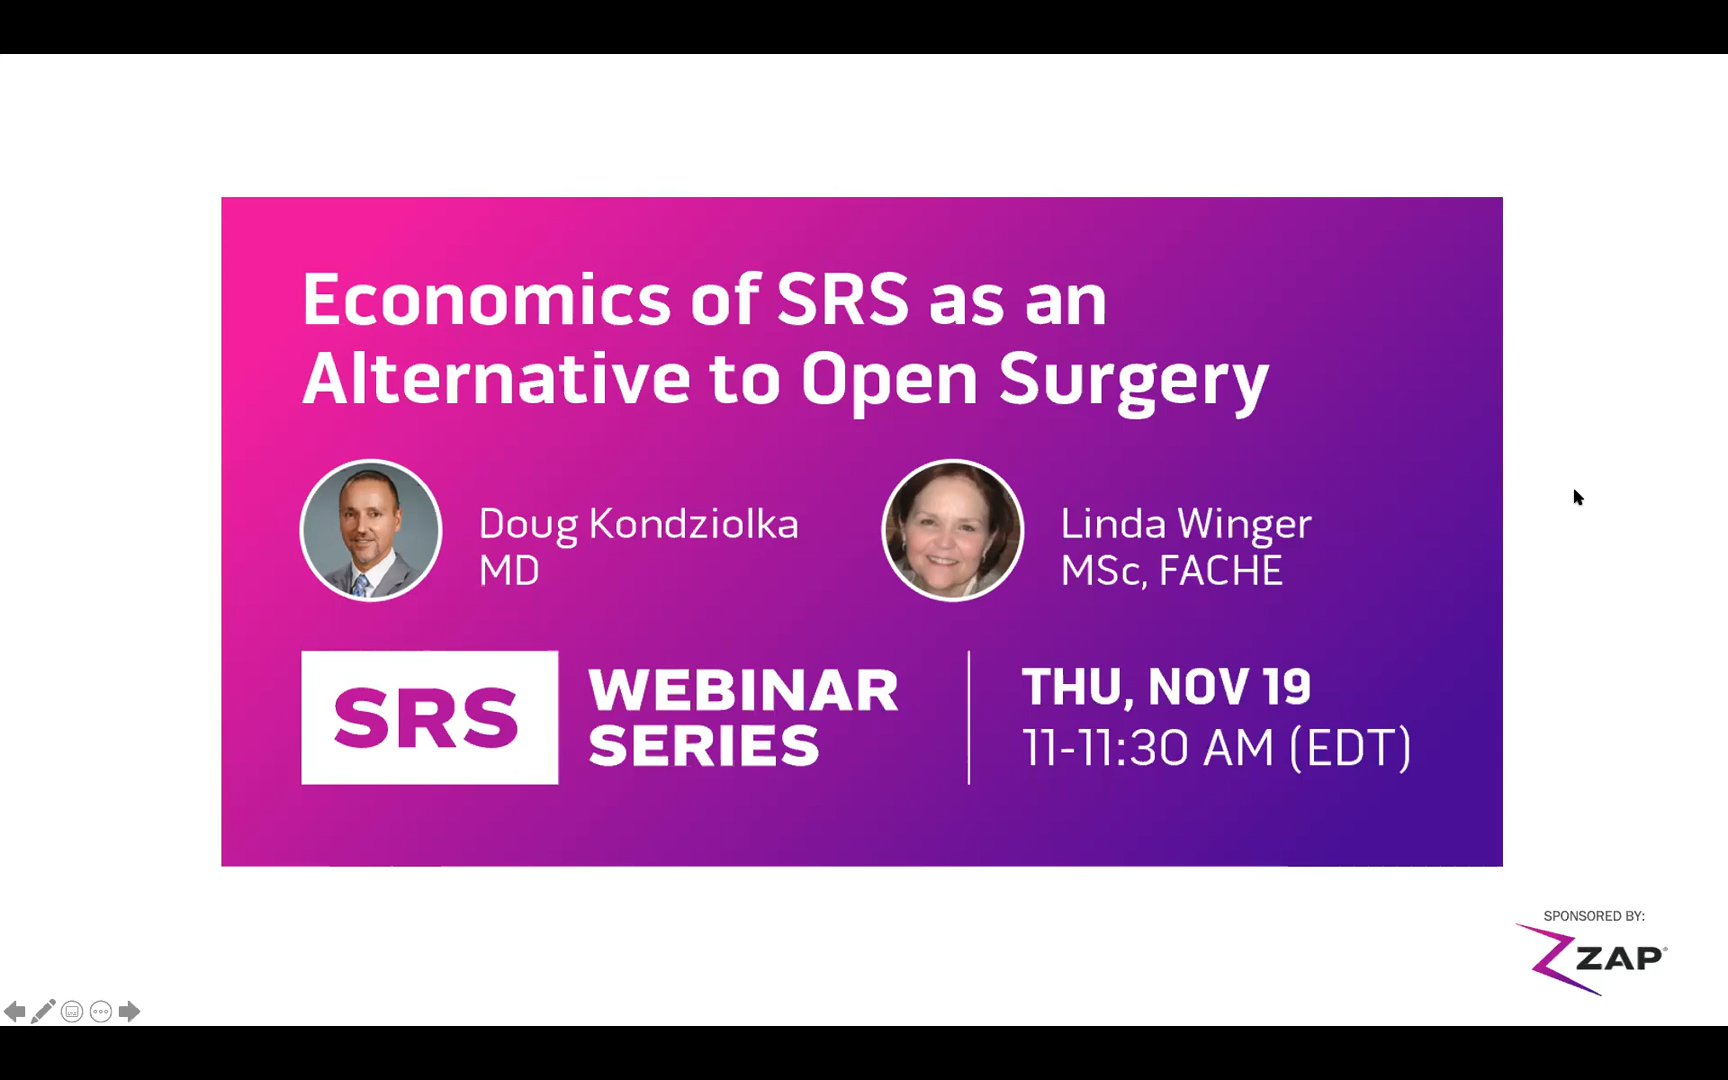 Economics of SRS as an
Alternative to Open Surgery
Doug Kondziolka
MD
Linda Winger
MSc, FACHE
SRS
WEBINAR
SERIES
THU, NOV 19
11-11:30 AM (EDT)
SPONSORED BY:
ZAP®